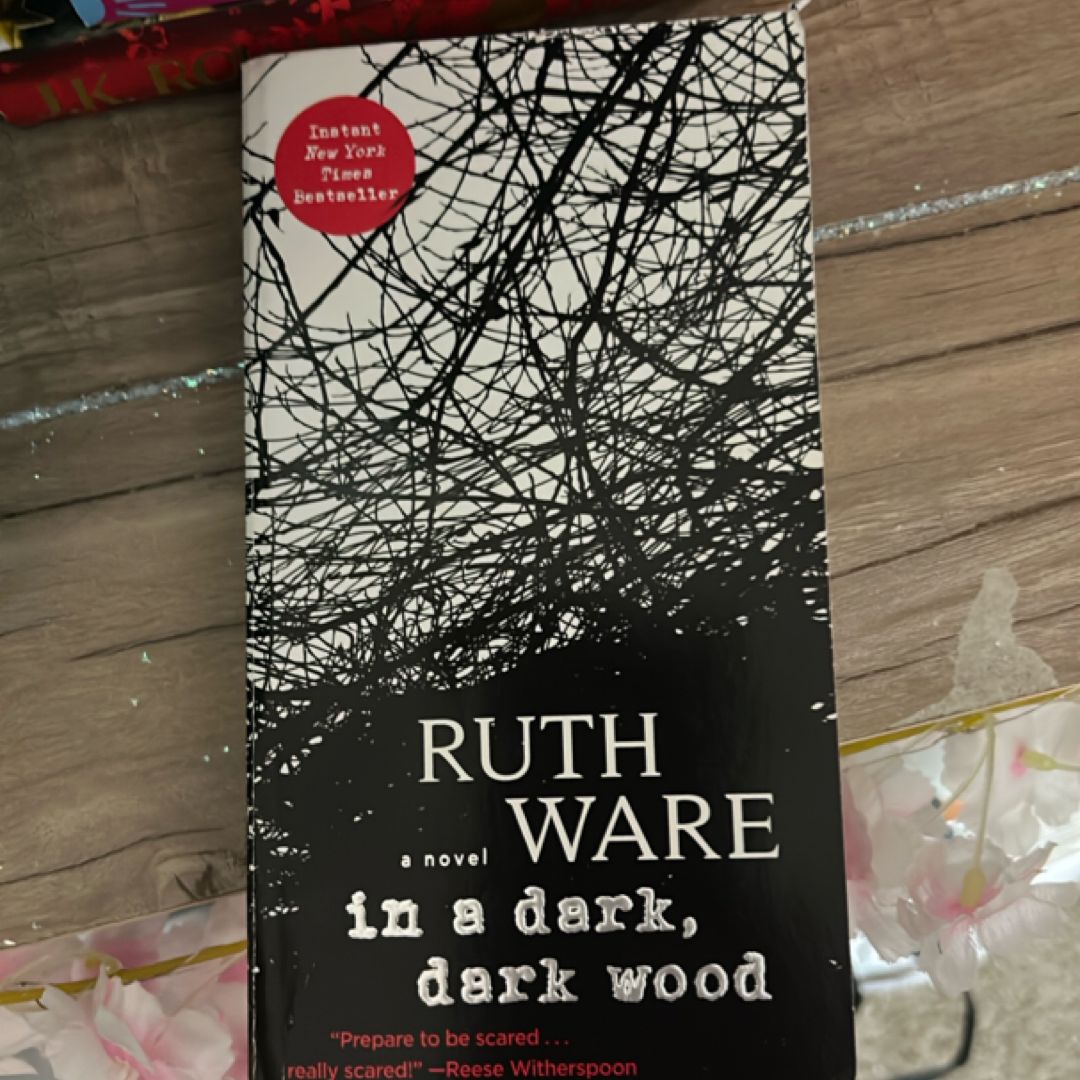 J.K. RO
Instant
New York
Times
Bestseller
RUTH
WARE
a novel
in a dark,
dark wood
“Prepare to be scared...
really scared!” —Reese Witherspoon